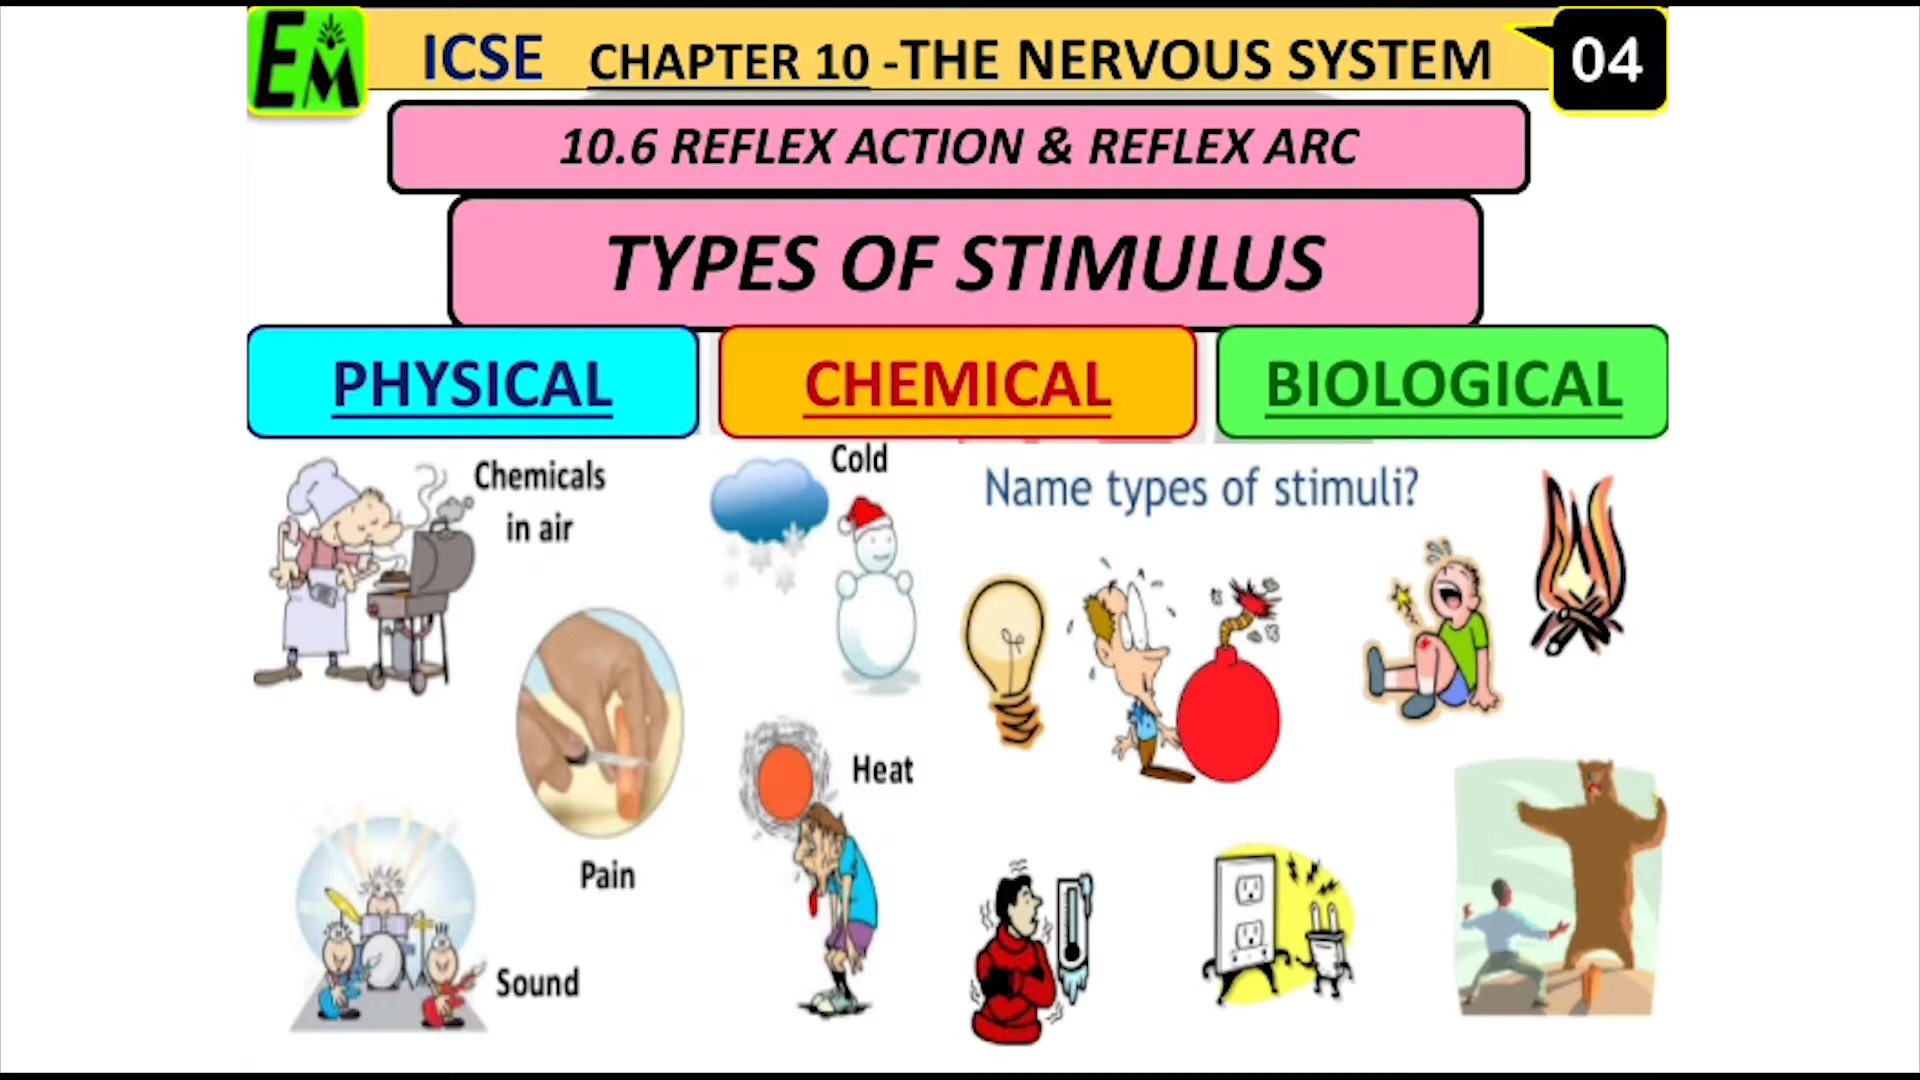 EM
ICSE CHAPTER 10 -THE NERVOUS SYSTEM
04
10.6 REFLEX ACTION & REFLEX ARC
TYPES OF STIMULUS
PHYSICAL
CHEMICAL
BIOLOGICAL
Chemicals
in air
Cold
Name types of stimuli?
Pain
Heat
Sound